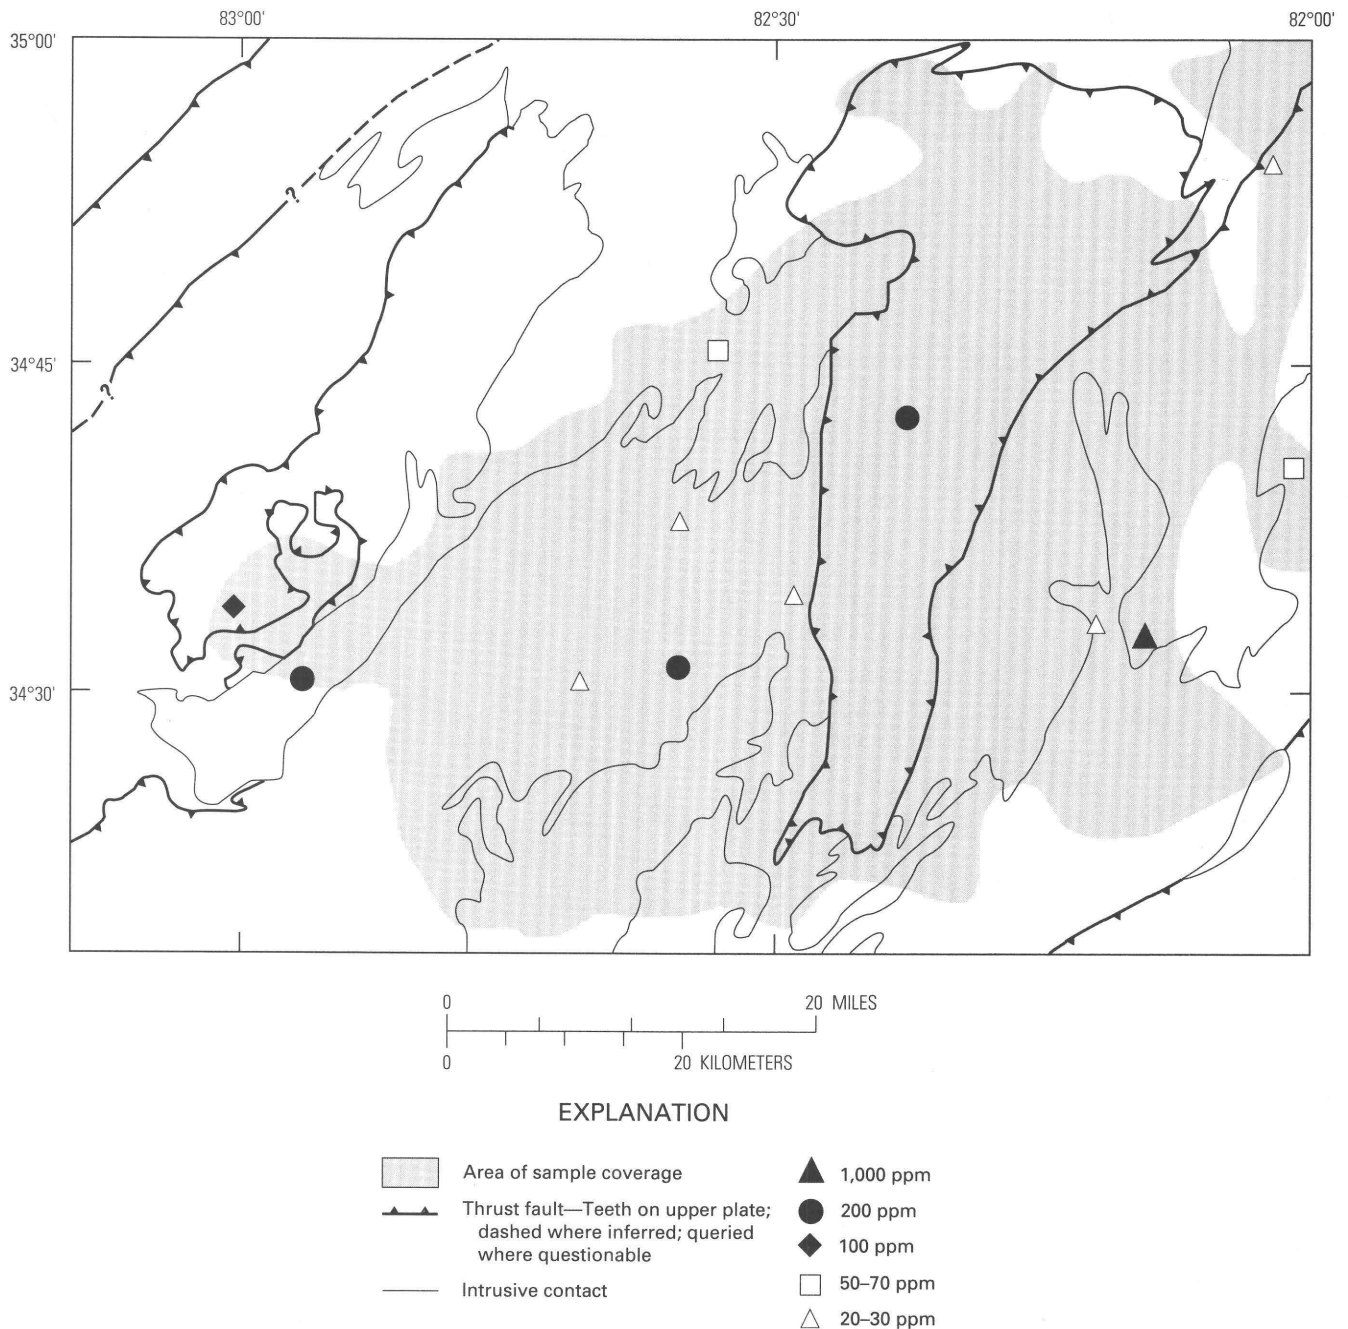 83°00' 82°30' 82°00'
35°00'
?
34°45'
?
34°30'
0 20 MILES
0 20 KILOMETERS
EXPLANATION
Area of sample coverage
Thrust fault—Teeth on upper plate;
dashed where inferred; queried
where questionable
Intrusive contact
1,000 ppm
200 ppm
100 ppm
50–70 ppm
20–30 ppm